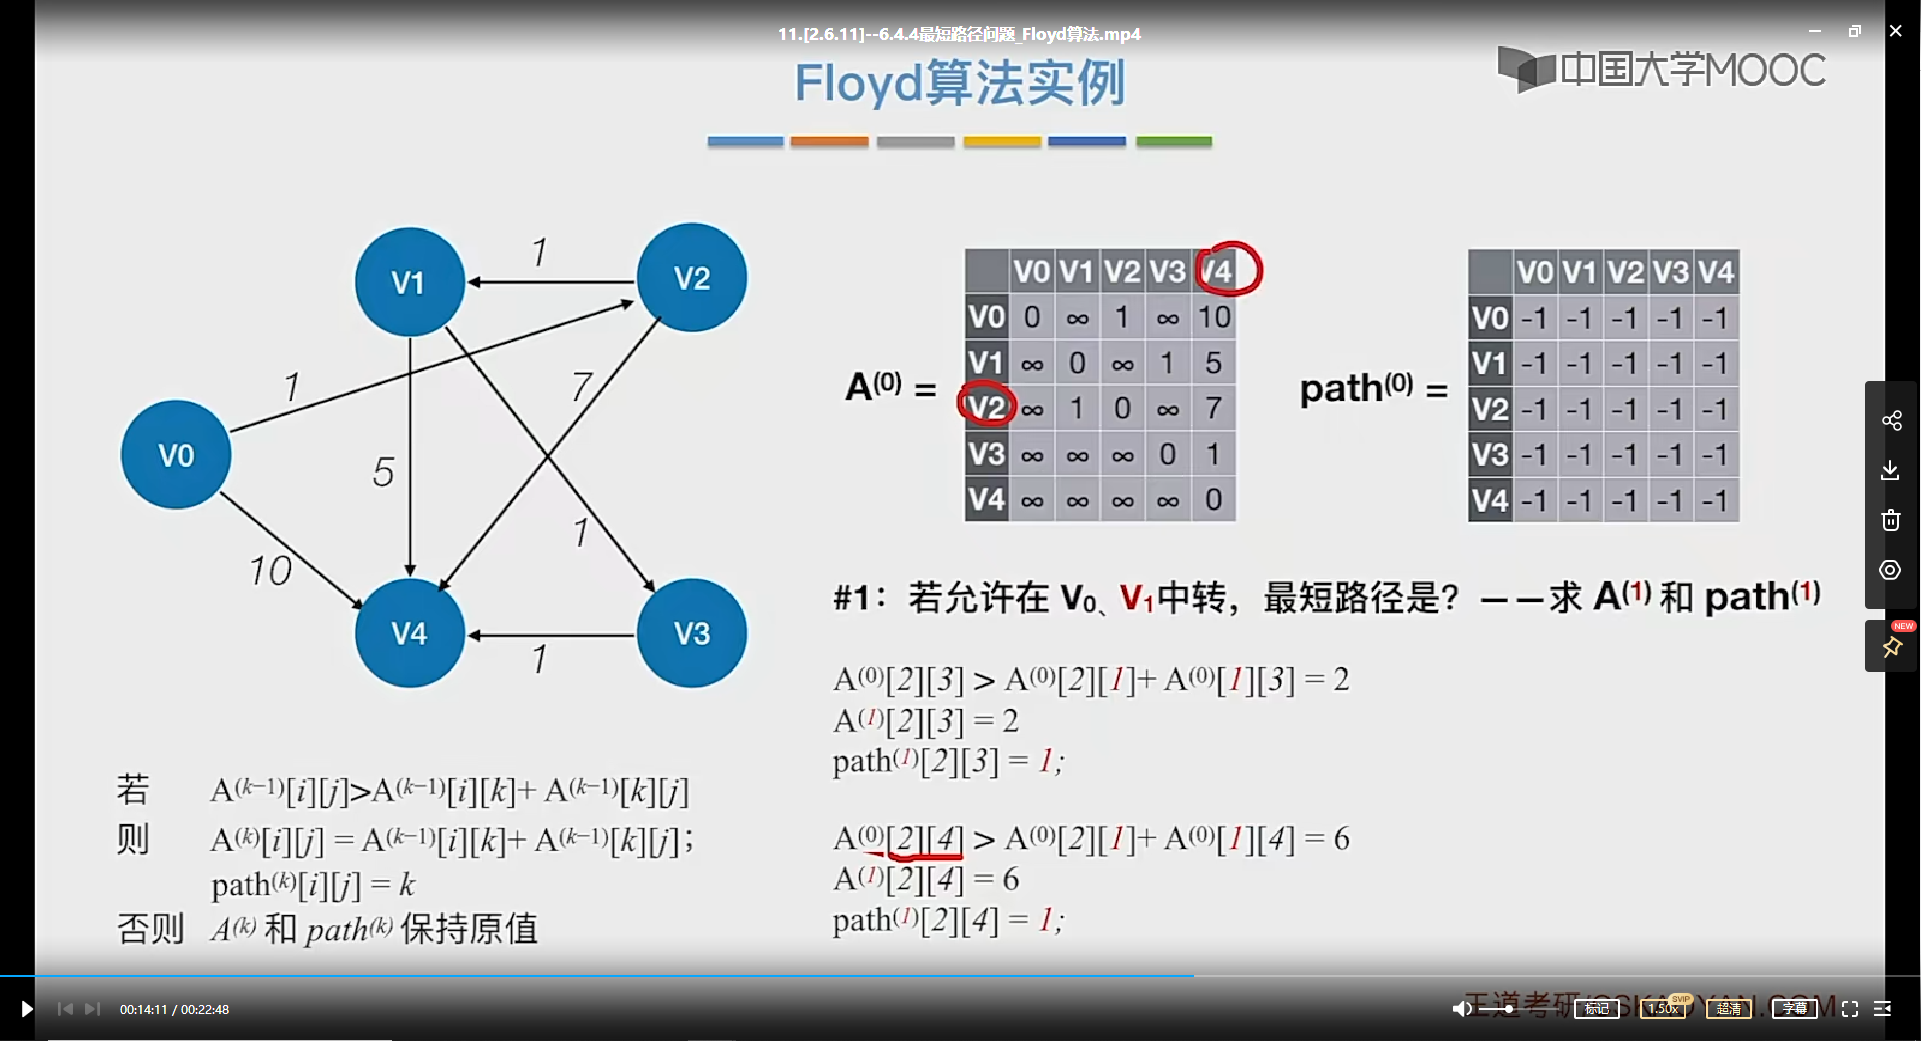 11.[2.6.11]--6.4.4最短路径问题_Floyd算法.mp4
中国大学MOOC
Floyd算法实例
V1
V2
V0
V4
V3
1
1
7
5
1
10
1
A(0) =
V0 V1 V2 V3 V4
V0 0 ∞ 1 ∞ 10
V1 ∞ 0 ∞ 1 5
V2 ∞ 1 0 ∞ 7
V3 ∞ ∞ ∞ 0 1
V4 ∞ ∞ ∞ ∞ 0
path(0) =
V0 V1 V2 V3 V4
V0 -1 -1 -1 -1 -1
V1 -1 -1 -1 -1 -1
V2 -1 -1 -1 -1 -1
V3 -1 -1 -1 -1 -1
V4 -1 -1 -1 -1 -1
#1：若允许在 V0、V1中转，最短路径是？——求 A(1) 和 path(1)
A(0)[2][3] > A(0)[2][1]+ A(0)[1][3] = 2
A(1)[2][3] = 2
path(1)[2][3] = 1;
A(0)[2][4] > A(0)[2][1]+ A(0)[1][4] = 6
A(1)[2][4] = 6
path(1)[2][4] = 1;
若 A(k−1)[i][j]>A(k−1)[i][k]+ A(k−1)[k][j]
则 A(k)[i][j] = A(k−1)[i][k]+ A(k−1)[k][j]；
path(k)[i][j] = k
否则 A(k) 和 path(k) 保持原值
NEW
00:14:11 / 00:22:48
王道考研/CSKAOYAN.COM
标记
1.50x
SVIP
超清
字幕